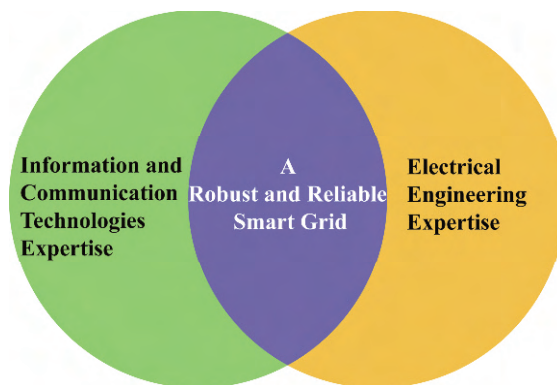 Information and
Communication
Technologies
Expertise
A
Robust and Reliable
Smart Grid
Electrical
Engineering
Expertise